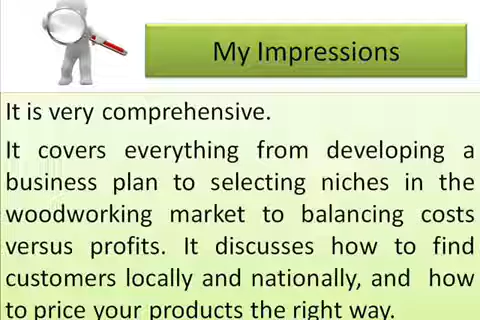 My Impressions
It is very comprehensive.
It covers everything from developing a
business plan to selecting niches in the
woodworking market to balancing costs
versus profits. It discusses how to find
customers locally and nationally, and how
to price your products the right way.